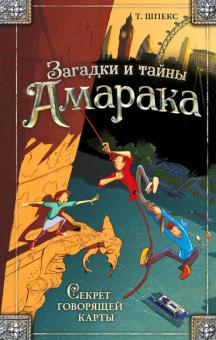 Т. ШПЕКС
Загадки и тайны
Амарака
Секрет
говорящей
карты